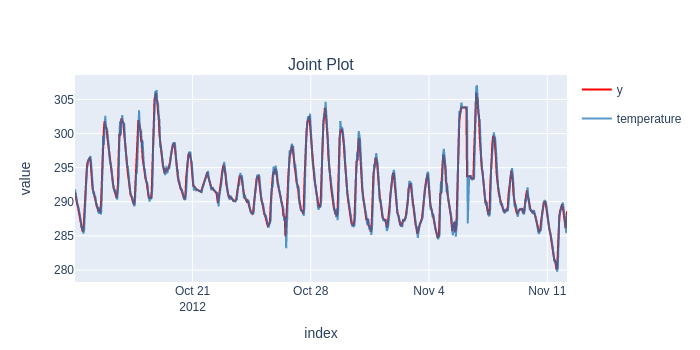 Joint Plot
y
temperature
value
305
300
295
290
285
280
Oct 21
2012
Oct 28
Nov 4
Nov 11
index